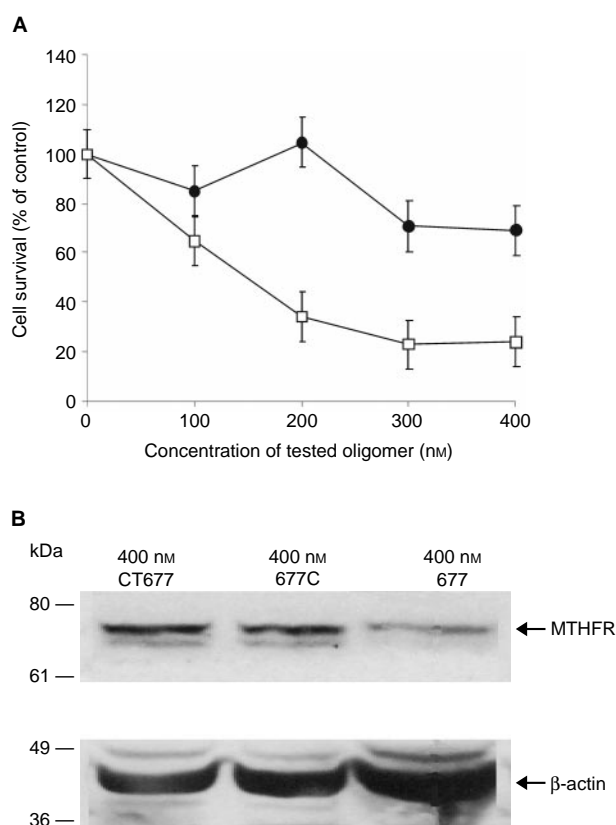 A
140
120
100
80
60
40
20
0
Cell survival (% of control)
0 100 200 300 400
Concentration of tested oligomer (nM)
B
kDa
400 nM 400 nM 400 nM
CT677 677C 677
80
MTHFR
61
49
β-actin
36